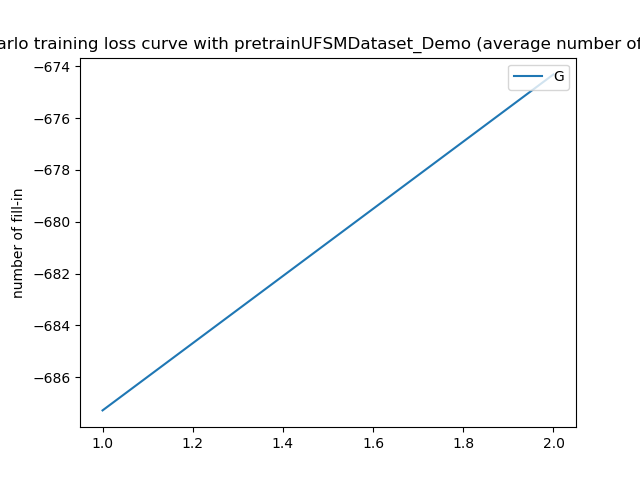 arlo training loss curve with pretrainUFSMDataset_Demo (average number of
G
number of fill-in
−674
−676
−678
−680
−682
−684
−686
1.0 1.2 1.4 1.6 1.8 2.0